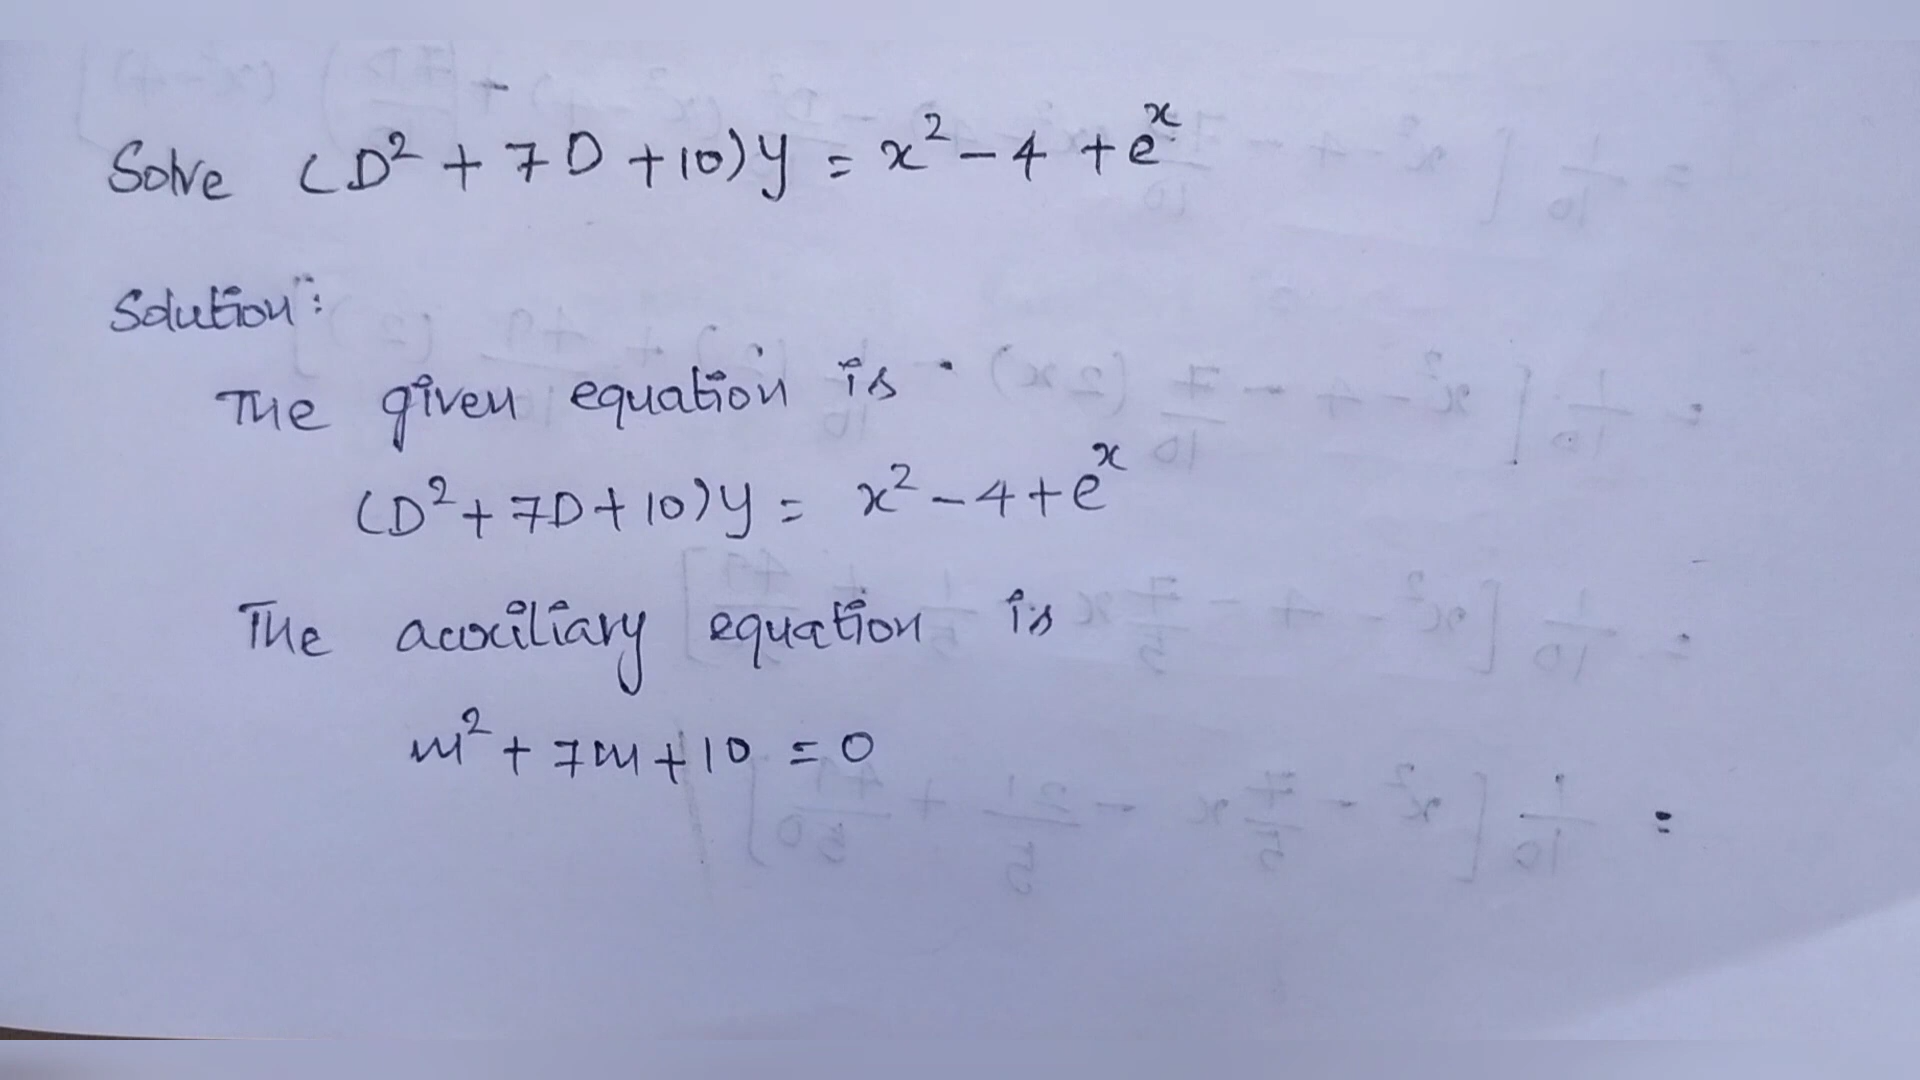 Solve (D² + 7D + 10)y = x² - 4 + eˣ
Solution:
The given equation is
(D² + 7D + 10)y = x² - 4 + eˣ
The auxiliary equation is
m² + 7m + 10 = 0